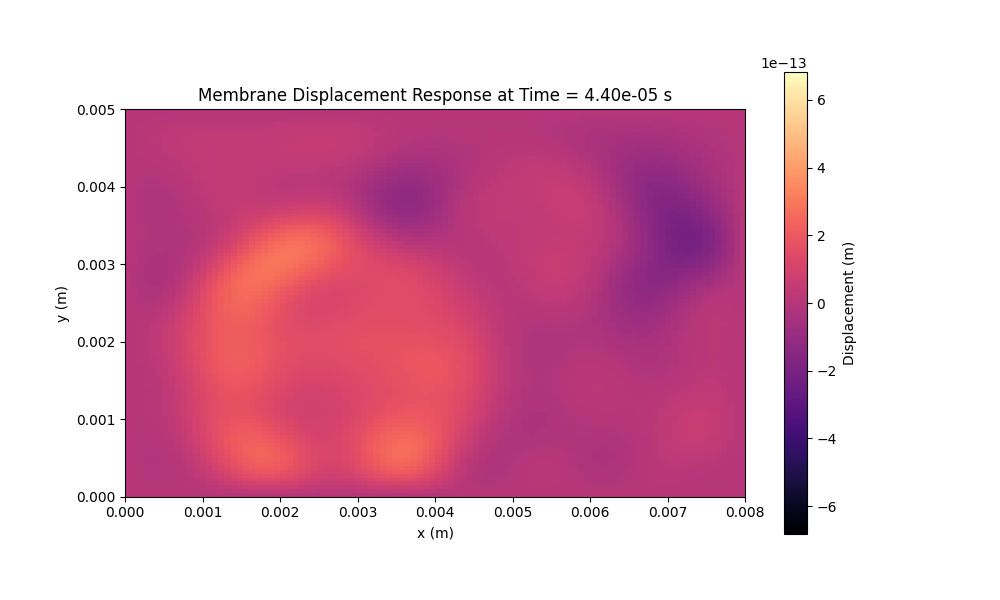 1e−13
Membrane Displacement Response at Time = 4.40e-05 s
0.005
0.004
0.003
0.002
0.001
0.000
y (m)
0.000 0.001 0.002 0.003 0.004 0.005 0.006 0.007 0.008
x (m)
6
4
2
0
−2
−4
−6
Displacement (m)